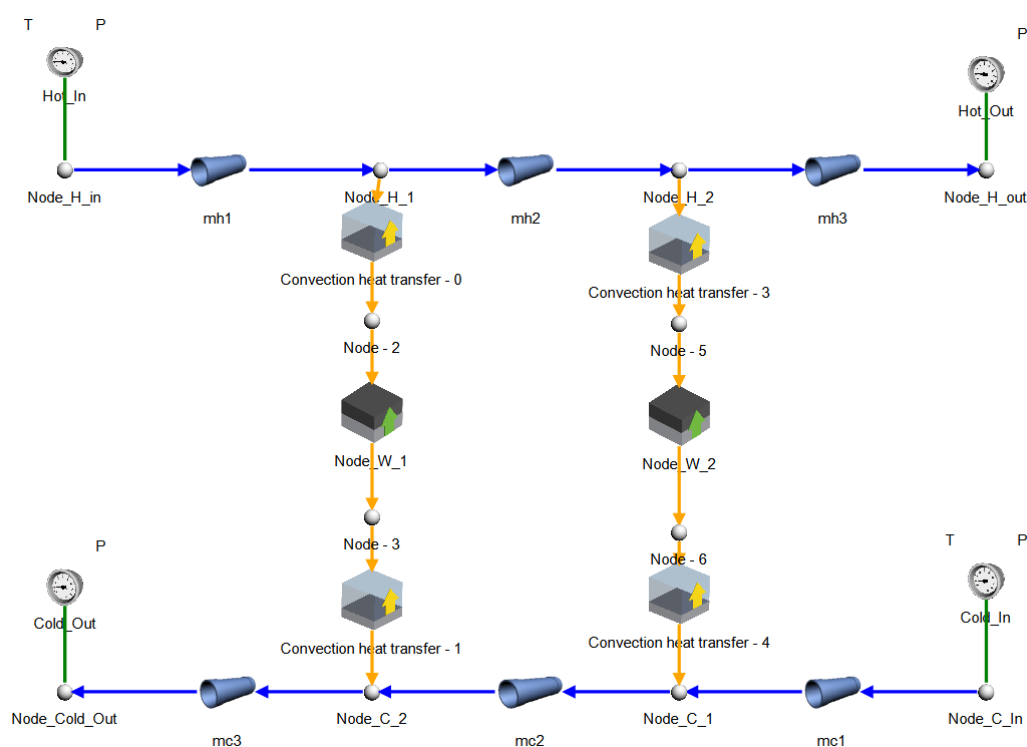 T P
P
Hot_In
Hot_Out
Node_H_in
Node_H_1
Node_H_2
Node_H_out
mh1
mh2
mh3
Convection heat transfer - 0
Convection heat transfer - 3
Node - 2
Node - 5
Node_W_1
Node_W_2
Node - 3
Node - 6
P
T P
Cold_Out
Cold_In
Convection heat transfer - 1
Convection heat transfer - 4
Node_Cold_Out
Node_C_2
Node_C_1
Node_C_In
mc3
mc2
mc1